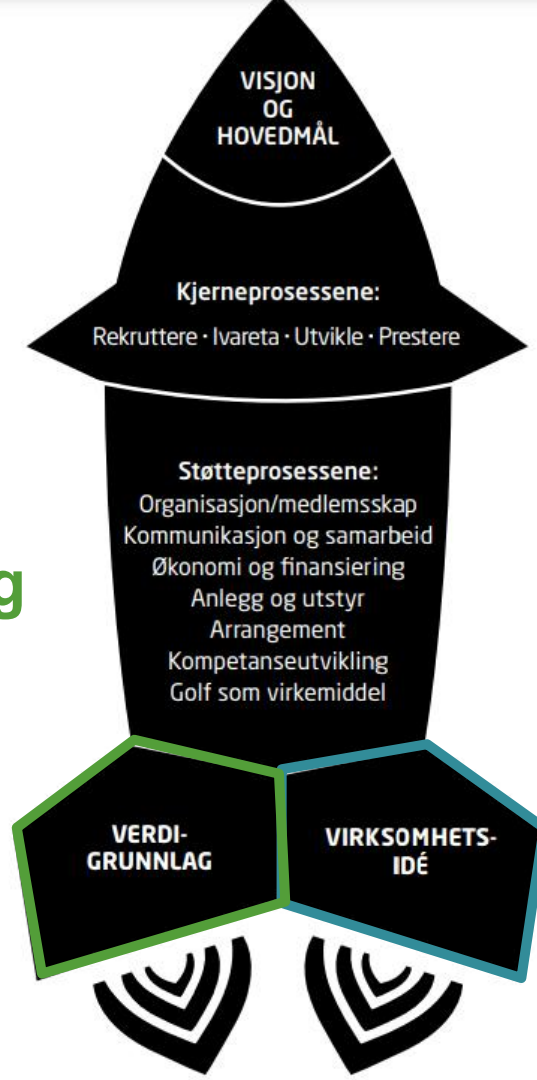 VISJON
OG
HOVEDMÅL
Kjerneprosessene:
Rekruttere · Ivareta · Utvikle · Prestere
Støtteprosessene:
Organisasjon/medlemsskap
Kommunikasjon og samarbeid
Økonomi og finansiering
g
Anlegg og utstyr
Arrangement
Kompetanseutvikling
Golf som virkemiddel
VERDI-
GRUNNLAG
VIRKSOMHETS-
IDÉ